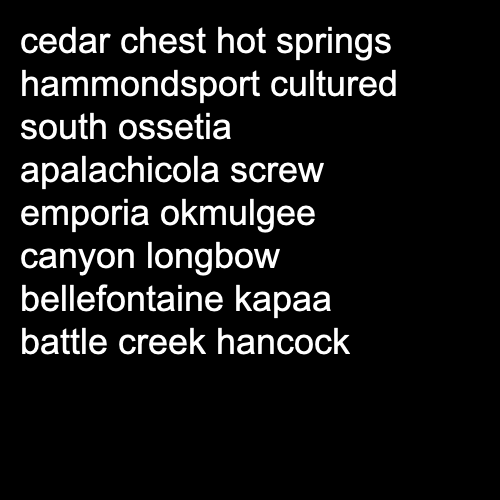 cedar chest hot springs
hammondsport cultured
south ossetia
apalachicola screw
emporia okmulgee
canyon longbow
bellefontaine kapaa
battle creek hancock